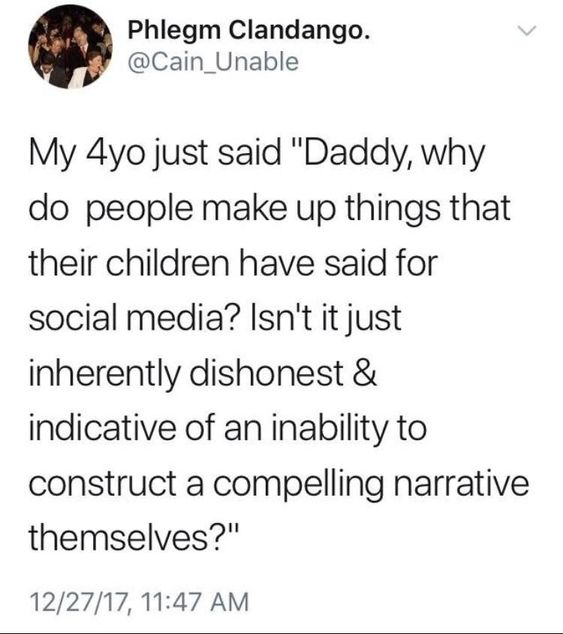 Phlegm Clandango.
@Cain_Unable
My 4yo just said "Daddy, why
do people make up things that
their children have said for
social media? Isn't it just
inherently dishonest &
indicative of an inability to
construct a compelling narrative
themselves?"
12/27/17, 11:47 AM